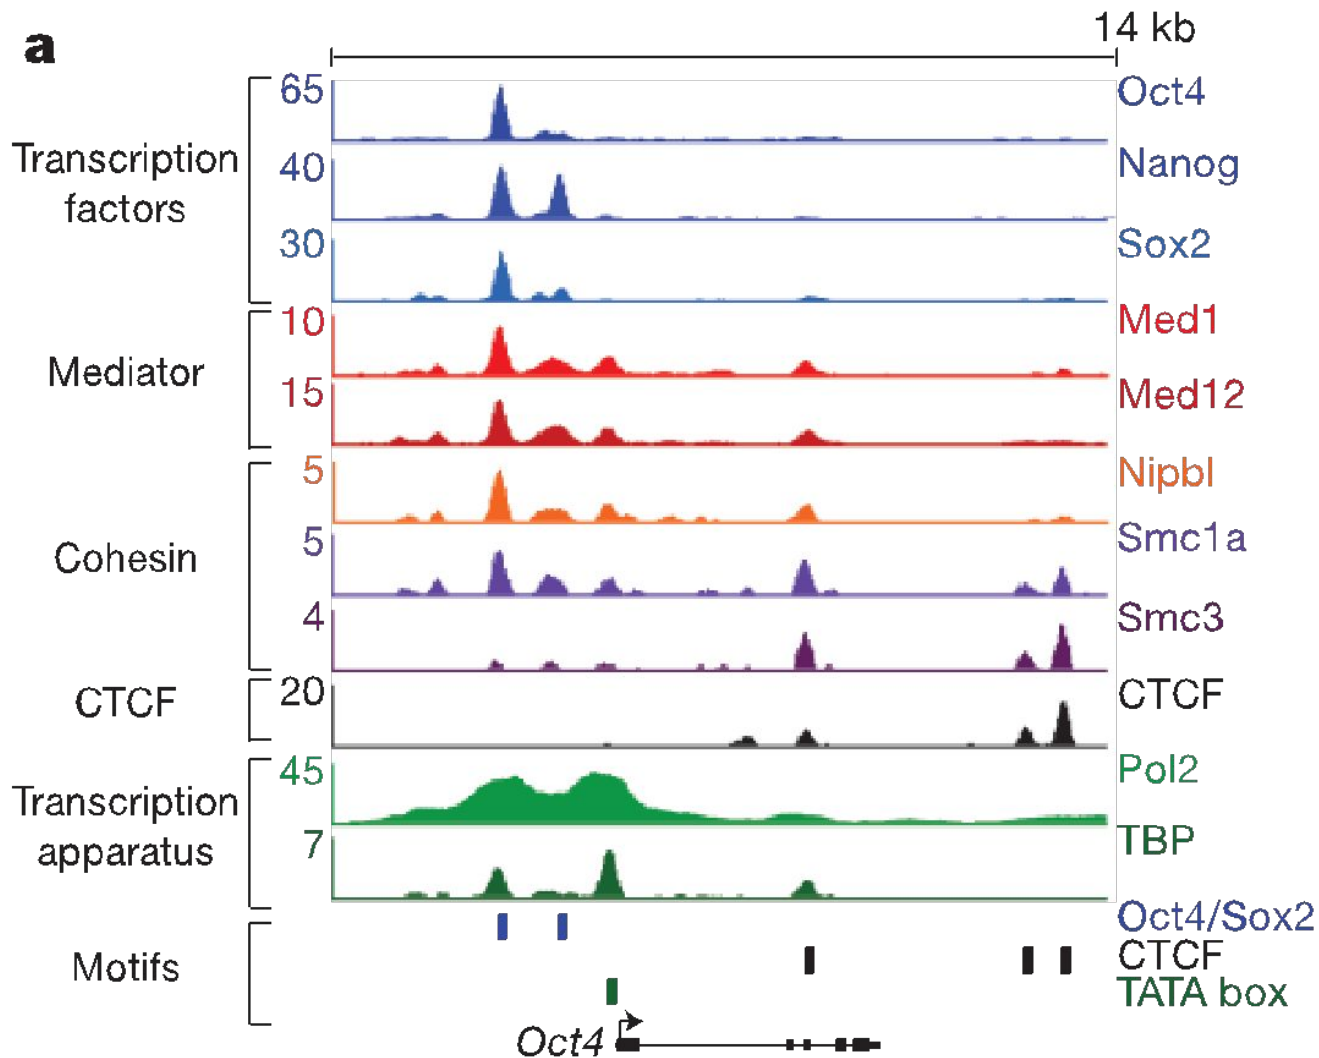 a
14 kb
65 Oct4
Transcription
factors
40 Nanog
30 Sox2
Mediator
10 Med1
15 Med12
Cohesin
5 Nipbl
5 Smc1a
4 Smc3
CTCF
20 CTCF
Transcription
apparatus
45 Pol2
7 TBP
Motifs
Oct4/Sox2
CTCF
TATA box
Oct4